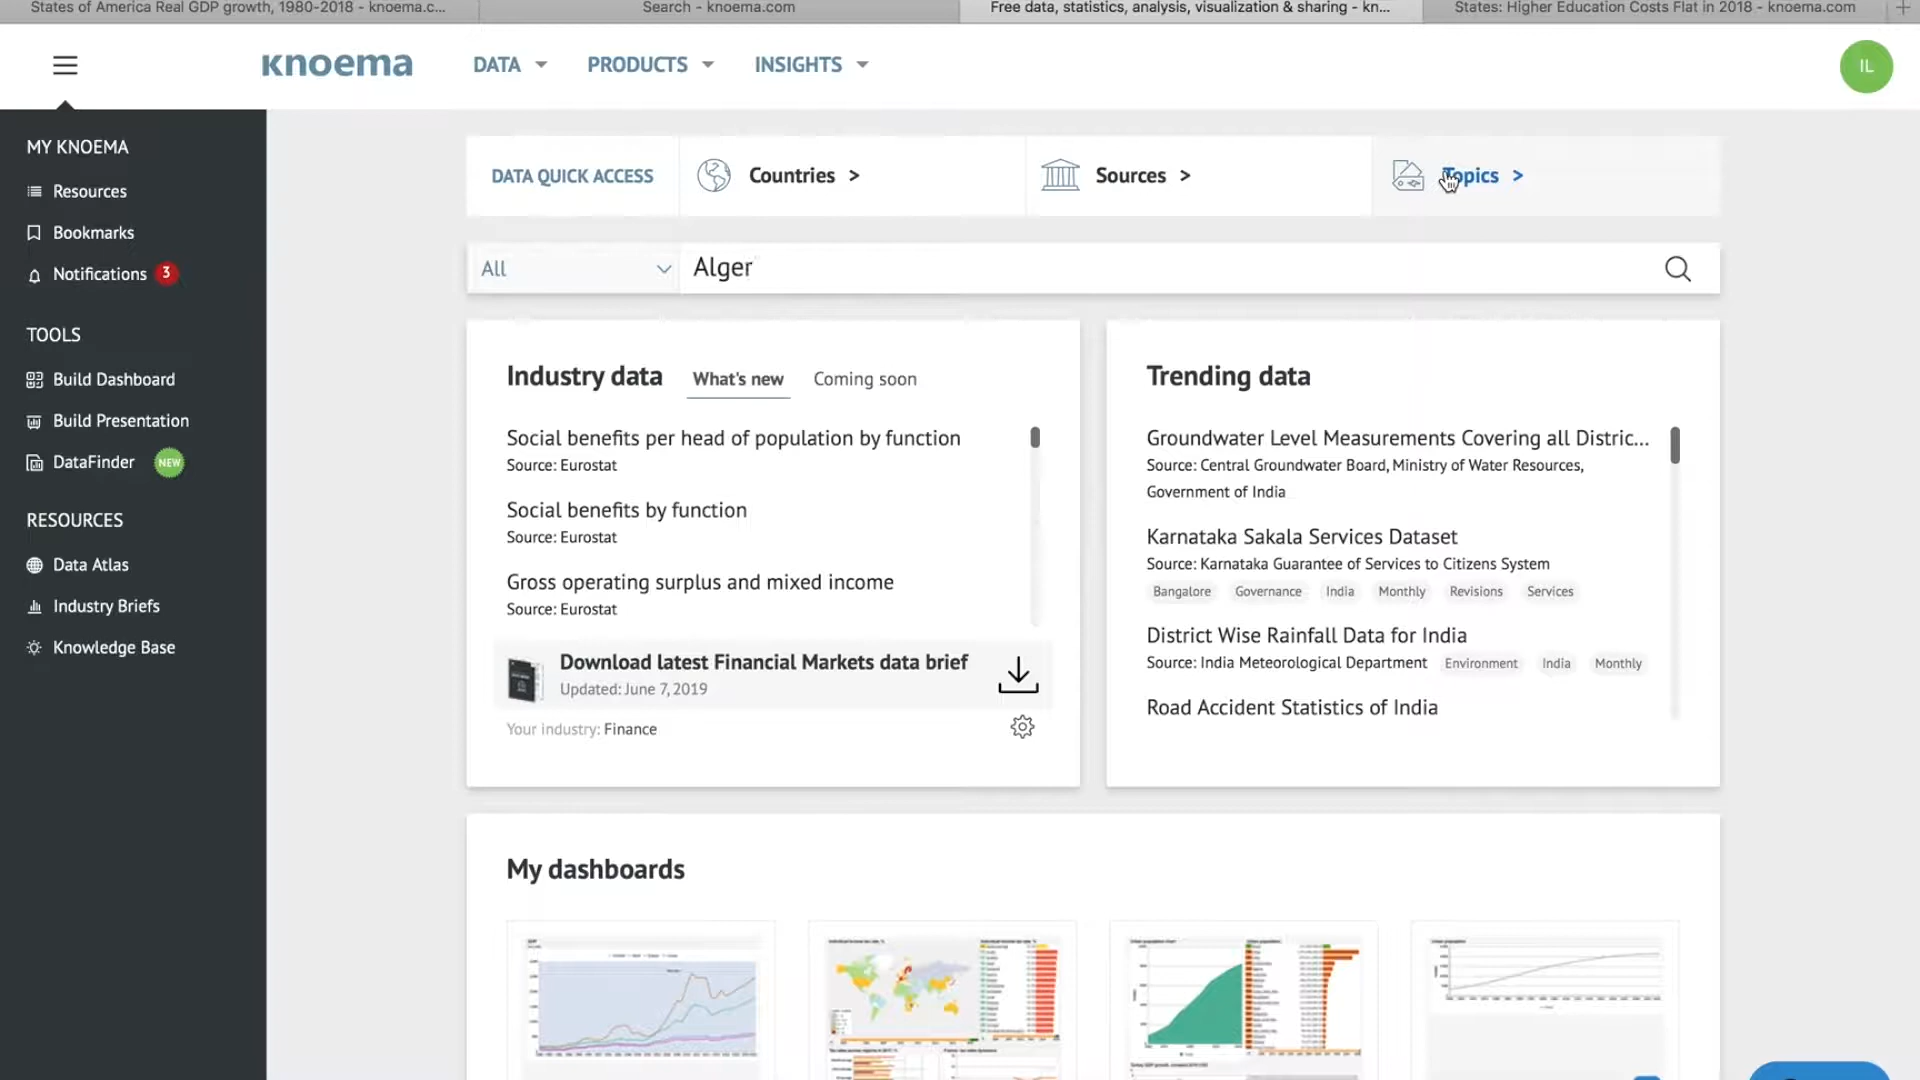 States of America Real GDP growth, 1980-2018 - knoema.c...
Search - knoema.com
Free data, statistics, analysis, visualization & sharing - kn...
States: Higher Education Costs Flat in 2018 - knoema.com
knoema
DATA
PRODUCTS
INSIGHTS
IL
MY KNOEMA
Resources
Bookmarks
Notifications 3
TOOLS
Build Dashboard
Build Presentation
DataFinder NEW
RESOURCES
Data Atlas
Industry Briefs
Knowledge Base
DATA QUICK ACCESS
Countries >
Sources >
Topics >
All
Alger
Industry data
What's new
Coming soon
Social benefits per head of population by function
Source: Eurostat
Social benefits by function
Source: Eurostat
Gross operating surplus and mixed income
Source: Eurostat
Download latest Financial Markets data brief
Updated: June 7, 2019
Your industry: Finance
Trending data
Groundwater Level Measurements Covering all Distric...
Source: Central Groundwater Board, Ministry of Water Resources,
Government of India
Karnataka Sakala Services Dataset
Source: Karnataka Guarantee of Services to Citizens System
Bangalore Governance India Monthly Revisions Services
District Wise Rainfall Data for India
Source: India Meteorological Department Environment India Monthly
Road Accident Statistics of India
My dashboards